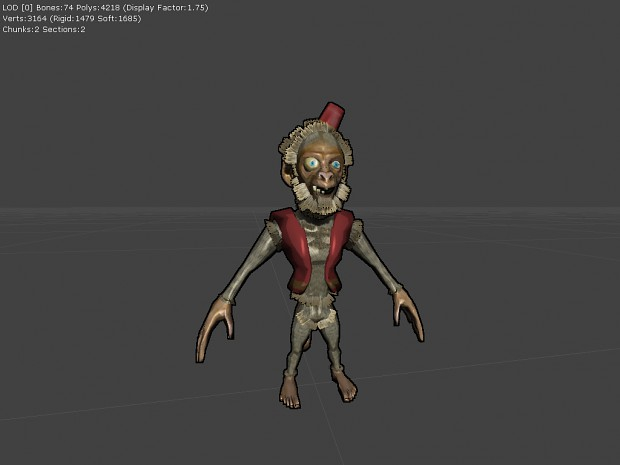 LOD [0] Bones:74 Polys:4218 (Display Factor:1.75)
Verts:3164 (Rigid:1479 Soft:1685)
Chunks:2 Sections:2